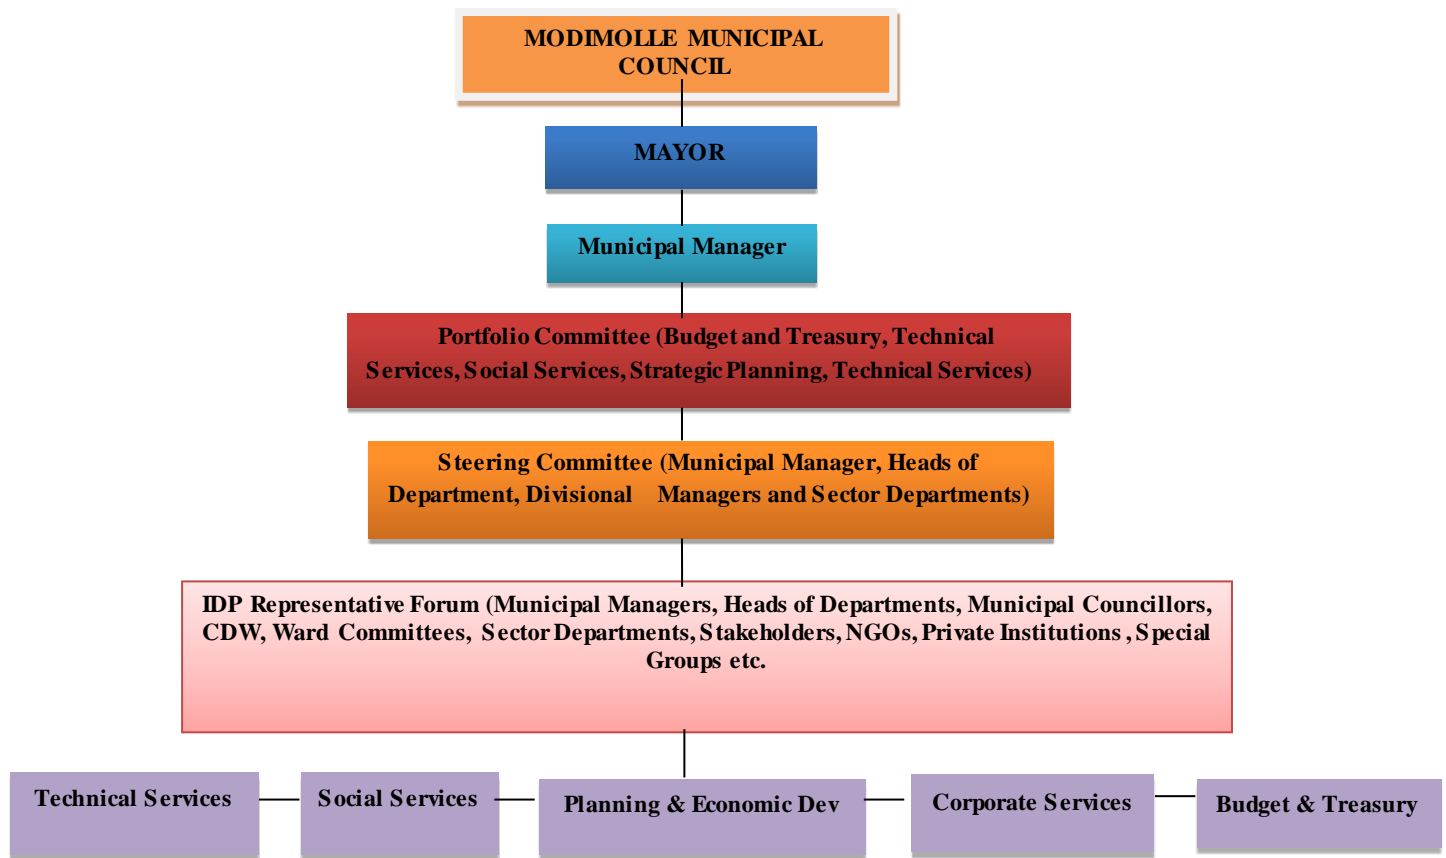 MODIMOLLE MUNICIPAL
COUNCIL
MAYOR
Municipal Manager
Portfolio Committee (Budget and Treasury, Technical
Services, Social Services, Strategic Planning, Technical Services)
Steering Committee (Municipal Manager, Heads of
Department, Divisional Managers and Sector Departments)
IDP Representative Forum (Municipal Managers, Heads of Departments, Municipal Councillors,
CDW, Ward Committees, Sector Departments, Stakeholders, NGOs, Private Institutions , Special
Groups etc.
Technical Services
Social Services
Planning & Economic Dev
Corporate Services
Budget & Treasury